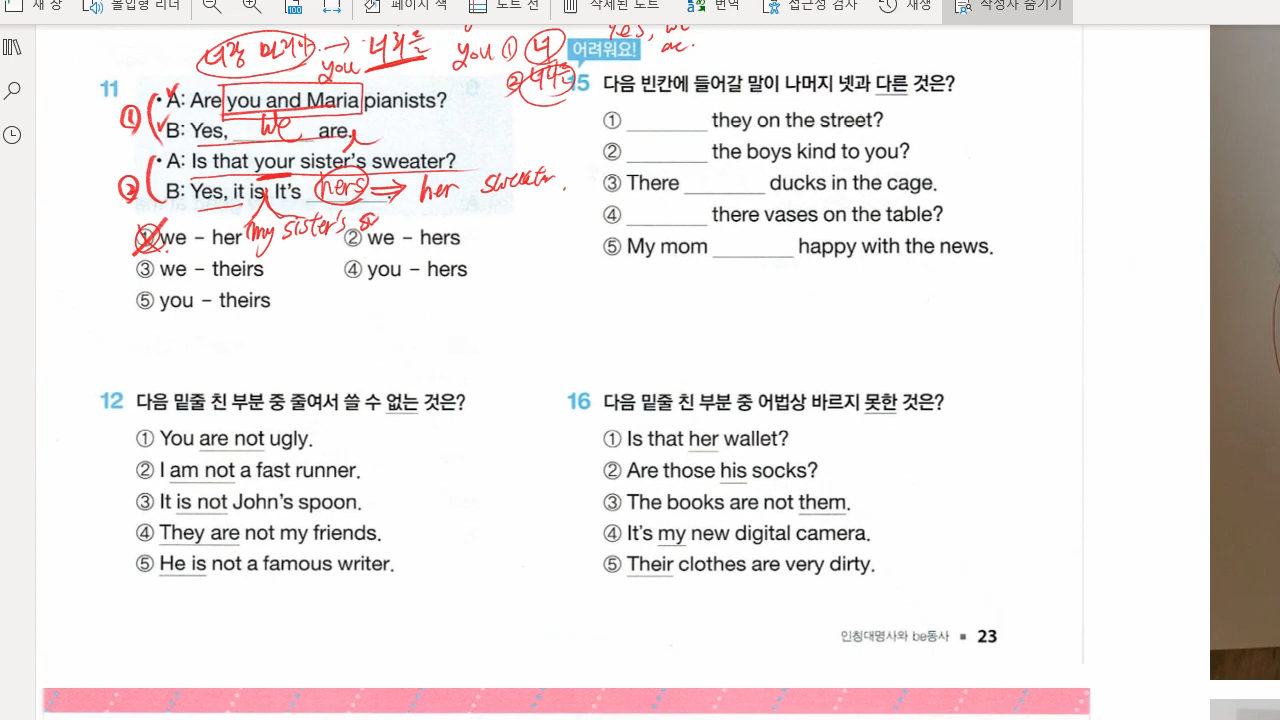 새 창 몰입형 리더 100 페이지 색 노트 전 삭제된 노트 번역 접근성 검사 재생 작성자 숨기기
yes, we
are.
→ 너희들 you ① 너
you ② 너희들
11
①
• A: Are you and Maria pianists?
B: Yes, we are.
②
• A: Is that your sister's sweater?
B: Yes, it is. It's hers. ⇒ her sweater.
my sister's
① we – her ② we – hers
③ we – theirs ④ you – hers
⑤ you – theirs
12 다음 밑줄 친 부분 중 줄여서 쓸 수 없는 것은?
① You are not ugly.
② I am not a fast runner.
③ It is not John's spoon.
④ They are not my friends.
⑤ He is not a famous writer.
어려워요!
15 다음 빈칸에 들어갈 말이 나머지 넷과 다른 것은?
① ________ they on the street?
② ________ the boys kind to you?
③ There ________ ducks in the cage.
④ ________ there vases on the table?
⑤ My mom ________ happy with the news.
16 다음 밑줄 친 부분 중 어법상 바르지 못한 것은?
① Is that her wallet?
② Are those his socks?
③ The books are not them.
④ It's my new digital camera.
⑤ Their clothes are very dirty.
인칭대명사와 be동사 ▪ 23